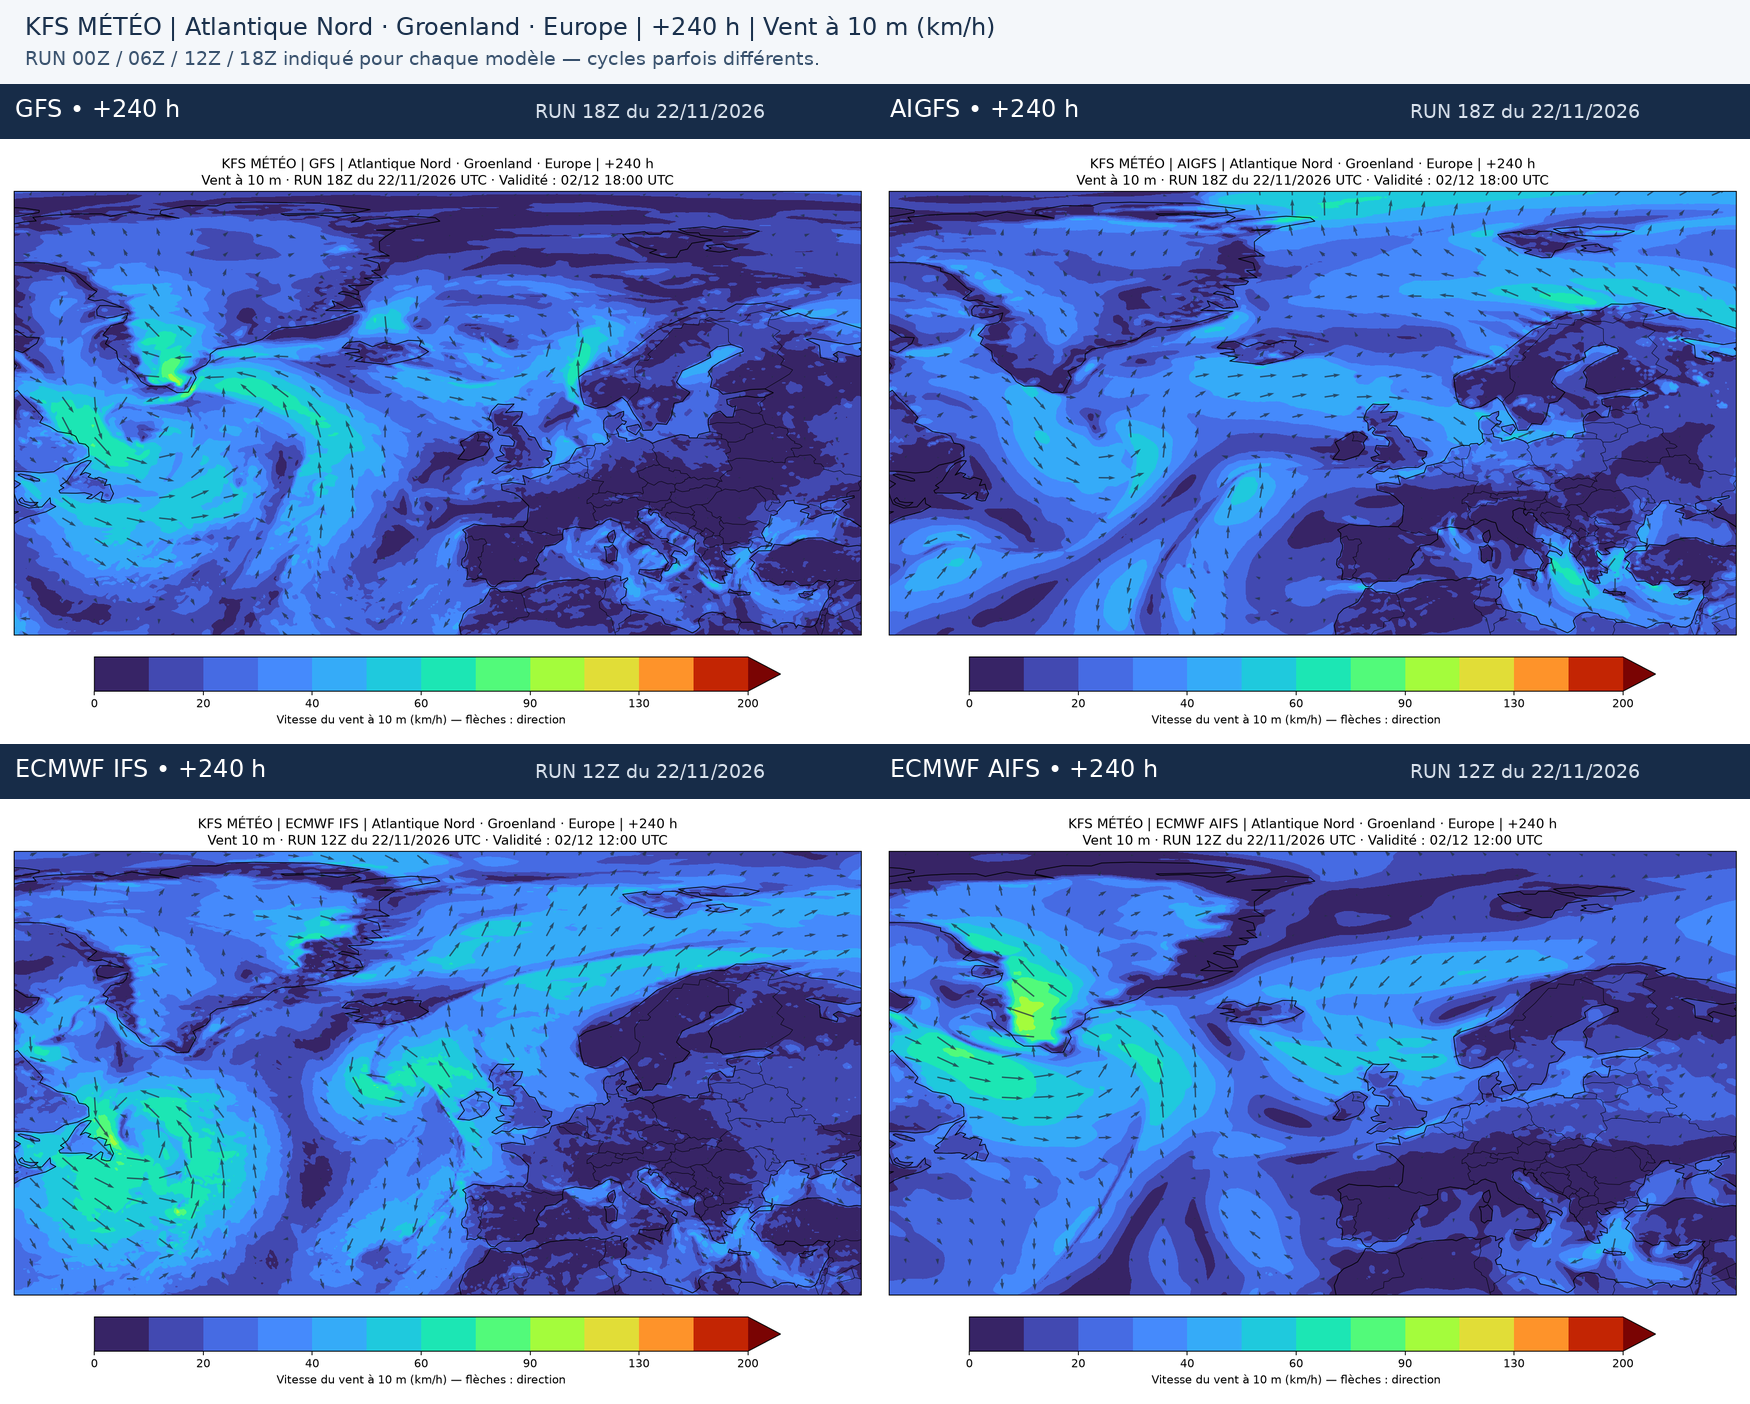 KFS MÉTÉO | Atlantique Nord · Groenland · Europe | +240 h | Vent à 10 m (km/h)
RUN 00Z / 06Z / 12Z / 18Z indiqué pour chaque modèle — cycles parfois différents.
GFS • +240 h
RUN 18Z du 22/11/2026
KFS MÉTÉO | GFS | Atlantique Nord · Groenland · Europe | +240 h
Vent à 10 m · RUN 18Z du 22/11/2026 UTC · Validité : 02/12 18:00 UTC
0 20 40 60 90 130 200
Vitesse du vent à 10 m (km/h) — flèches : direction
AIGFS • +240 h
RUN 18Z du 22/11/2026
KFS MÉTÉO | AIGFS | Atlantique Nord · Groenland · Europe | +240 h
Vent à 10 m · RUN 18Z du 22/11/2026 UTC · Validité : 02/12 18:00 UTC
0 20 40 60 90 130 200
Vitesse du vent à 10 m (km/h) — flèches : direction
ECMWF IFS • +240 h
RUN 12Z du 22/11/2026
KFS MÉTÉO | ECMWF IFS | Atlantique Nord · Groenland · Europe | +240 h
Vent 10 m · RUN 12Z du 22/11/2026 UTC · Validité : 02/12 12:00 UTC
0 20 40 60 90 130 200
Vitesse du vent à 10 m (km/h) — flèches : direction
ECMWF AIFS • +240 h
RUN 12Z du 22/11/2026
KFS MÉTÉO | ECMWF AIFS | Atlantique Nord · Groenland · Europe | +240 h
Vent 10 m · RUN 12Z du 22/11/2026 UTC · Validité : 02/12 12:00 UTC
0 20 40 60 90 130 200
Vitesse du vent à 10 m (km/h) — flèches : direction